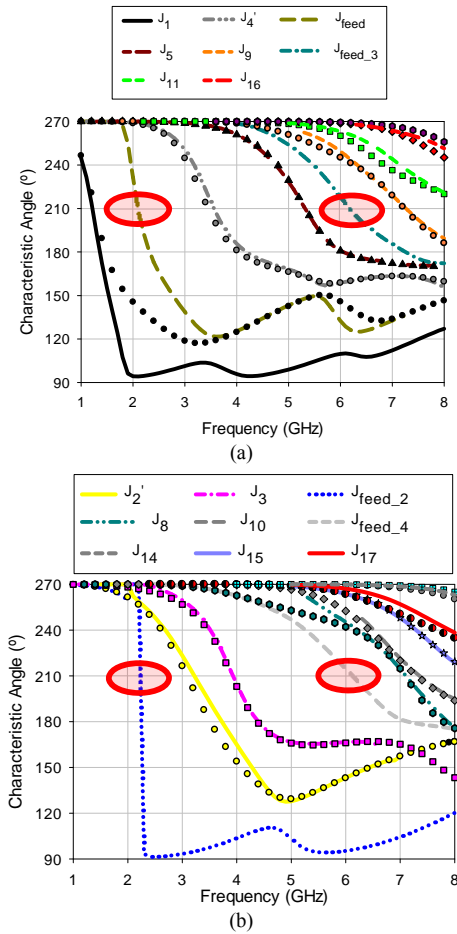 J1 J4' Jfeed
J5 J9 Jfeed_3
J11 J16
270
240
210
180
150
120
90
Characteristic Angle (º)
1 2 3 4 5 6 7 8
Frequency (GHz)
(a)
J2' J3 Jfeed_2
J8 J10 Jfeed_4
J14 J15 J17
270
240
210
180
150
120
90
Characteristic Angle (º)
1 2 3 4 5 6 7 8
Frequency (GHz)
(b)